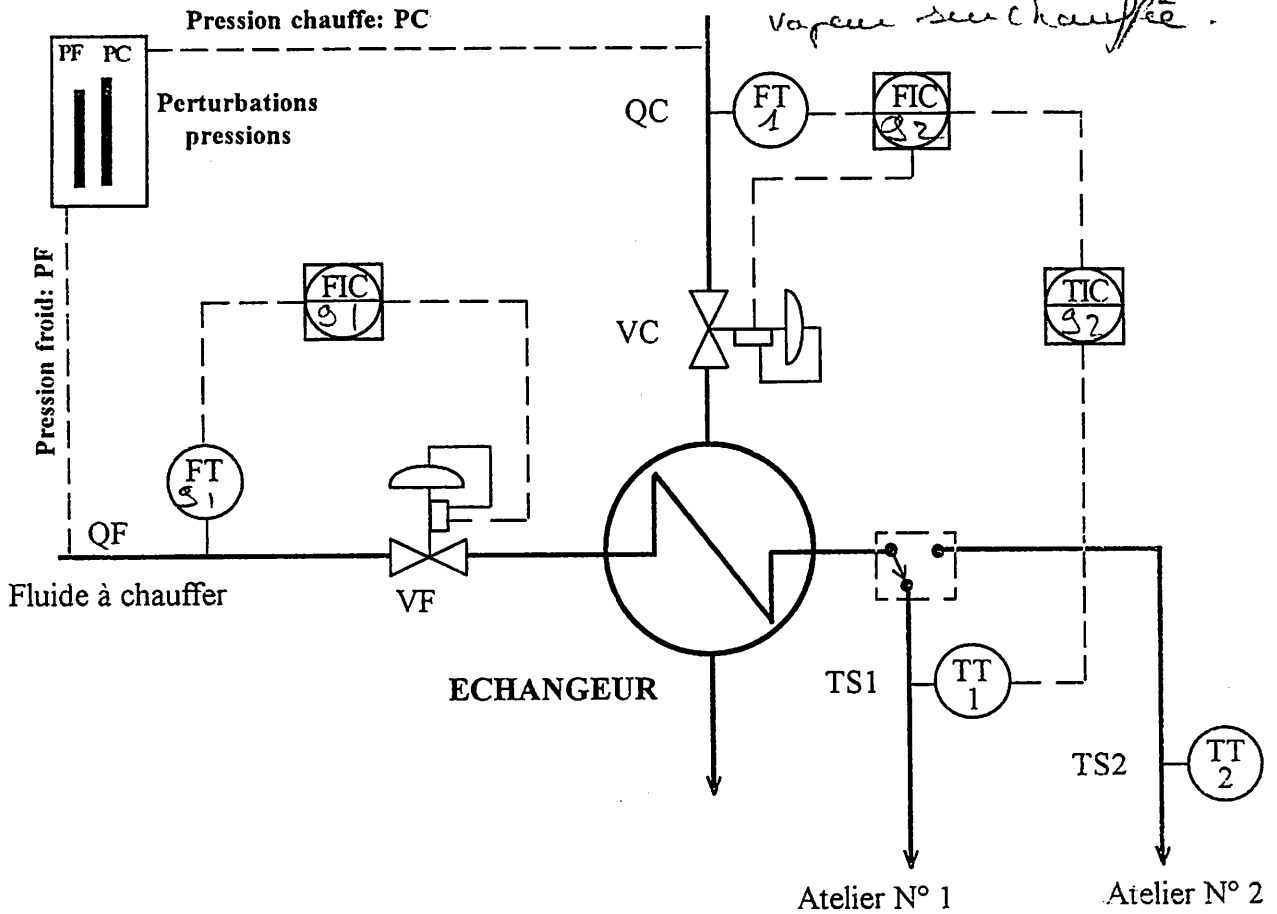 Pression chauffe: PC
vapeur surchauffée.
PF PC
Perturbations
pressions
QC
FT
1
FIC
92
Pression froid: PF
FIC
91
VC
TIC
92
FT
91
QF
Fluide à chauffer
VF
ECHANGEUR
TS1
TT
1
TS2
TT
2
Atelier N° 1
Atelier N° 2